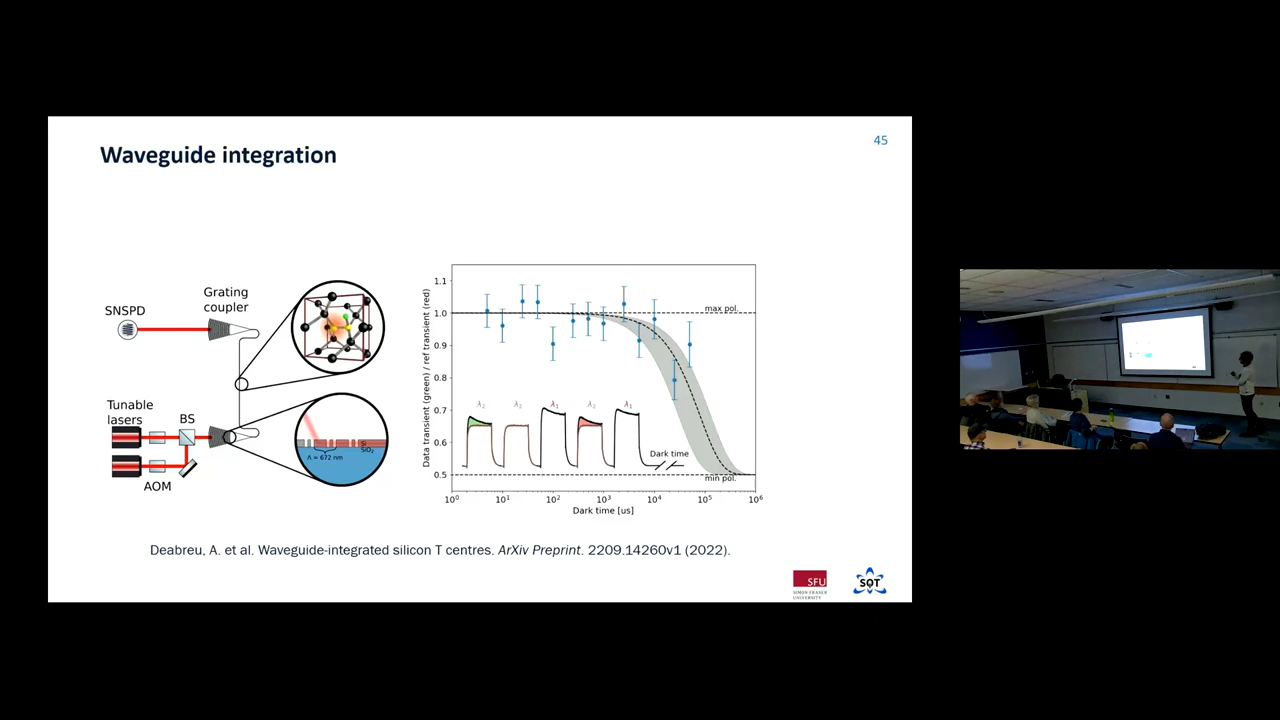 Waveguide integration
45
SNSPD
Grating
coupler
Tunable
lasers
BS
AOM
Si
SiO₂
Λ = 672 nm
Data transient (green) / ref transient (red)
1.1
1.0
0.9
0.8
0.7
0.6
0.5
max pol.
λ₂ λ₂ λ₁ λ₂ λ₁
Dark time
min pol.
10⁰ 10¹ 10² 10³ 10⁴ 10⁵ 10⁶
Dark time [us]
Deabreu, A. et al. Waveguide-integrated silicon T centres. ArXiv Preprint. 2209.14260v1 (2022).
SFU
SIMON FRASER
UNIVERSITY
SQT